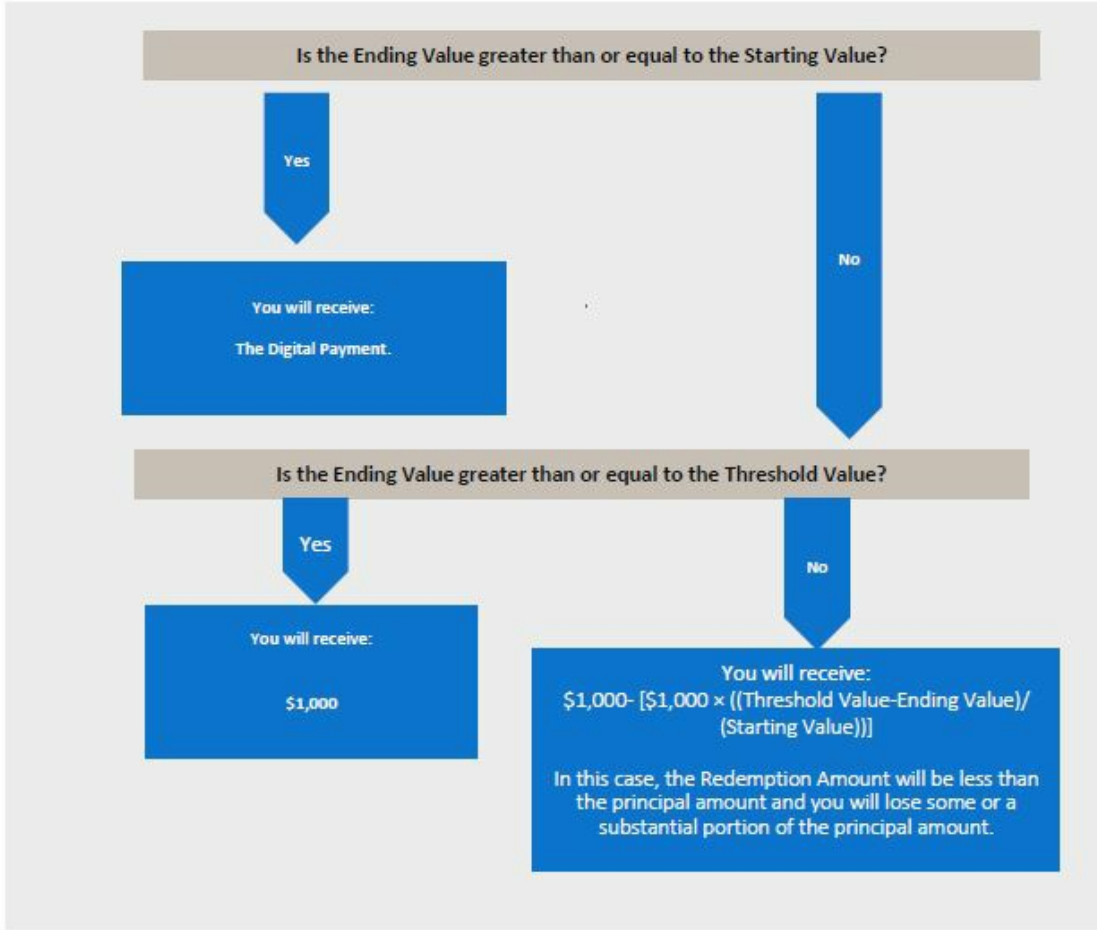 Is the Ending Value greater than or equal to the Starting Value?
Yes
No
You will receive:
The Digital Payment.
Is the Ending Value greater than or equal to the Threshold Value?
Yes
No
You will receive:
$1,000
You will receive:
$1,000- [$1,000 × ((Threshold Value-Ending Value)/
(Starting Value))]
In this case, the Redemption Amount will be less than
the principal amount and you will lose some or a
substantial portion of the principal amount.